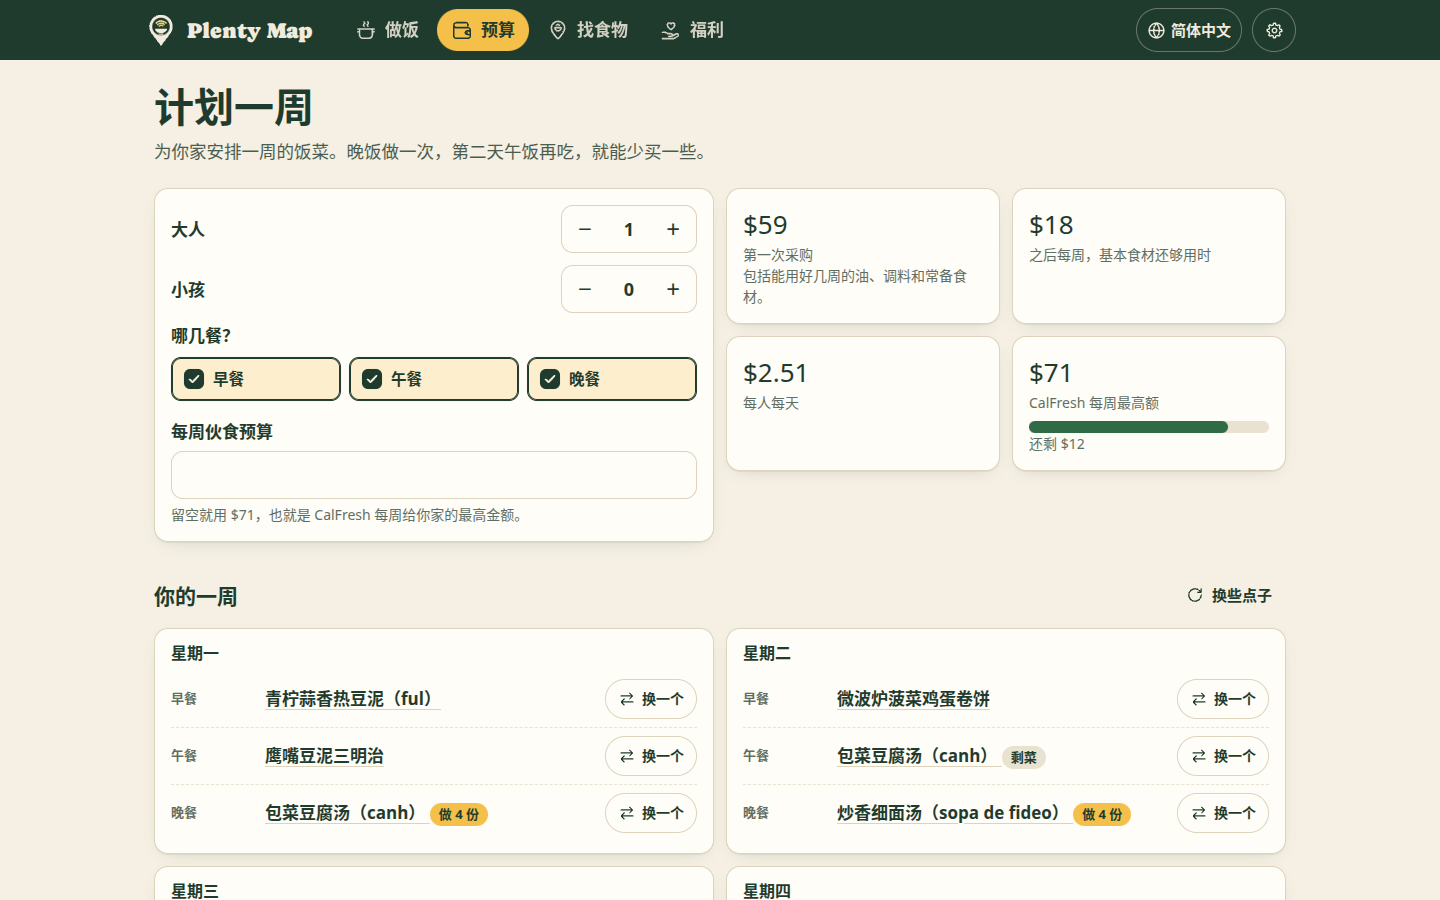 Plenty Map
做饭
预算
找食物
福利
简体中文
计划一周
为你家安排一周的饭菜。晚饭做一次，第二天午饭再吃，就能少买一些。
大人
− 1 +
小孩
− 0 +
哪几餐？
早餐
午餐
晚餐
每周伙食预算
留空就用 $71，也就是 CalFresh 每周给你家的最高金额。
$59
第一次采购
包括能用好几周的油、调料和常备食
材。
$18
之后每周，基本食材还够用时
$2.51
每人每天
$71
CalFresh 每周最高额
还剩 $12
你的一周
换些点子
星期一
早餐 青柠蒜香热豆泥（ful） 换一个
午餐 鹰嘴豆泥三明治 换一个
晚餐 包菜豆腐汤（canh） 做 4 份 换一个
星期二
早餐 微波炉菠菜鸡蛋卷饼 换一个
午餐 包菜豆腐汤（canh） 剩菜 换一个
晚餐 炒香细面汤（sopa de fideo） 做 4 份 换一个
星期三
星期四